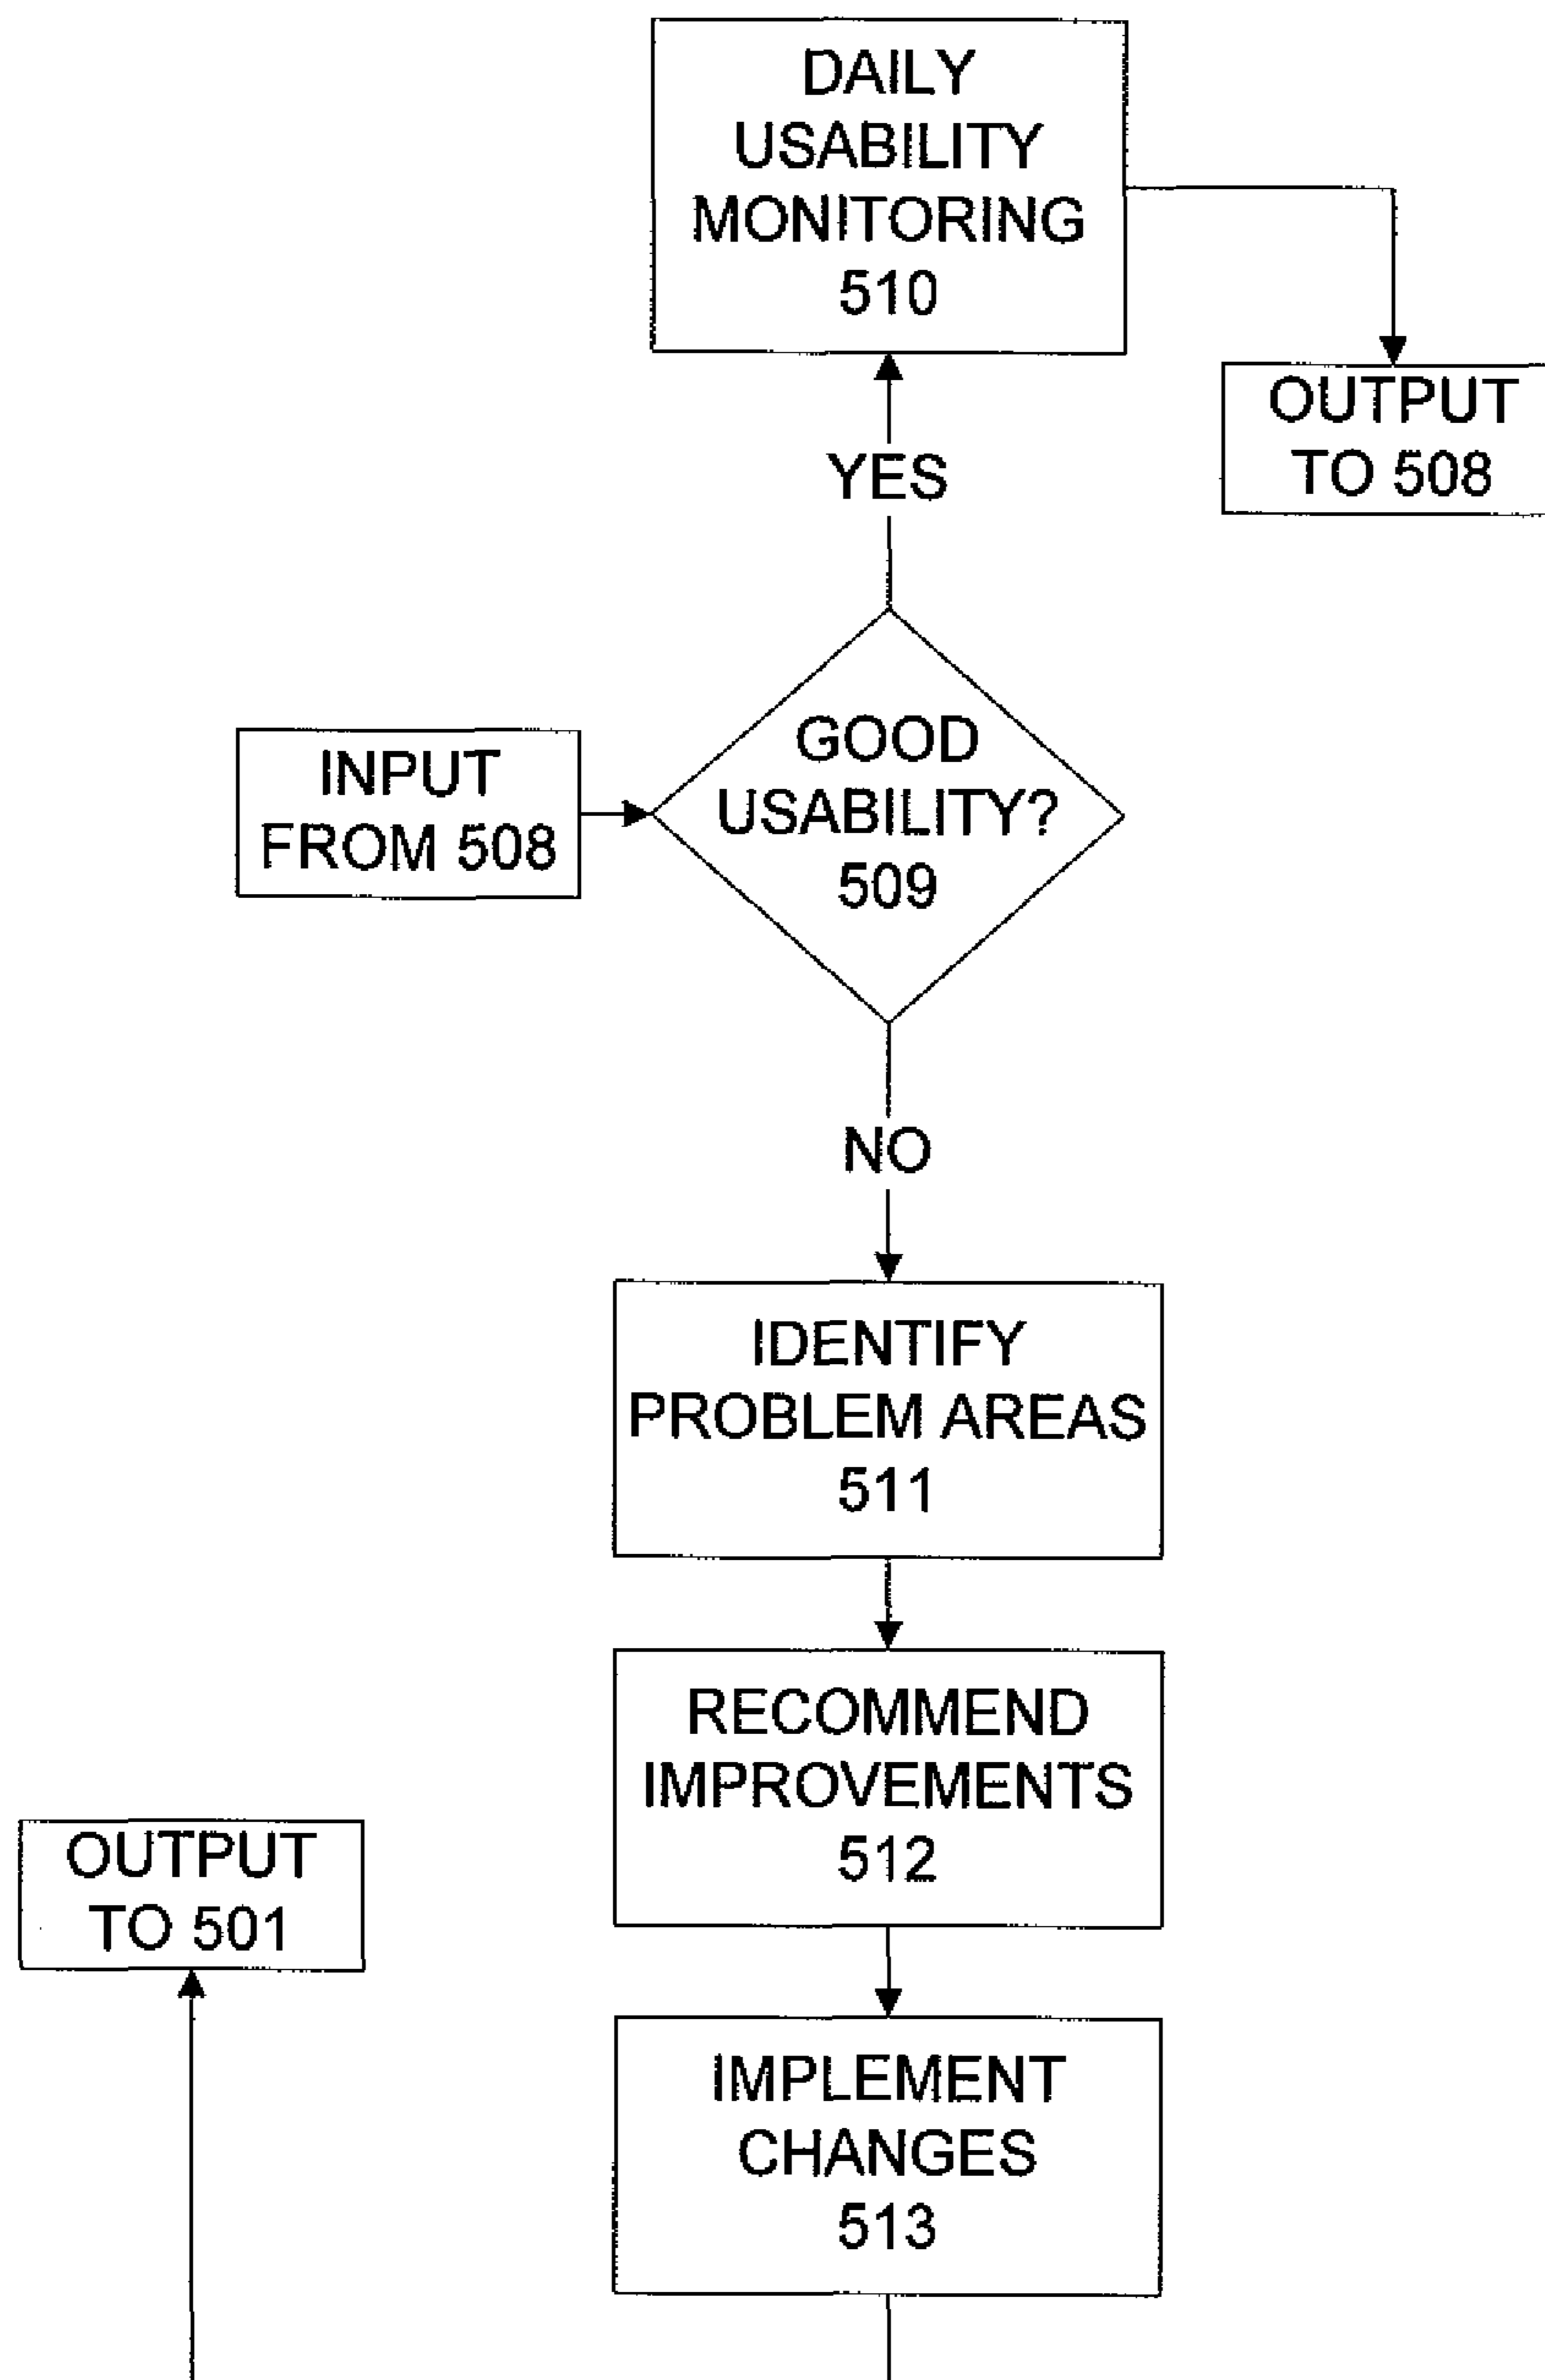 DAILY
USABILITY
MONITORING
510
OUTPUT
TO 508
YES
INPUT
FROM 508
GOOD
USABILITY?
509
NO
IDENTIFY
PROBLEM AREAS
511
RECOMMEND
IMPROVEMENTS
512
OUTPUT
TO 501
IMPLEMENT
CHANGES
513